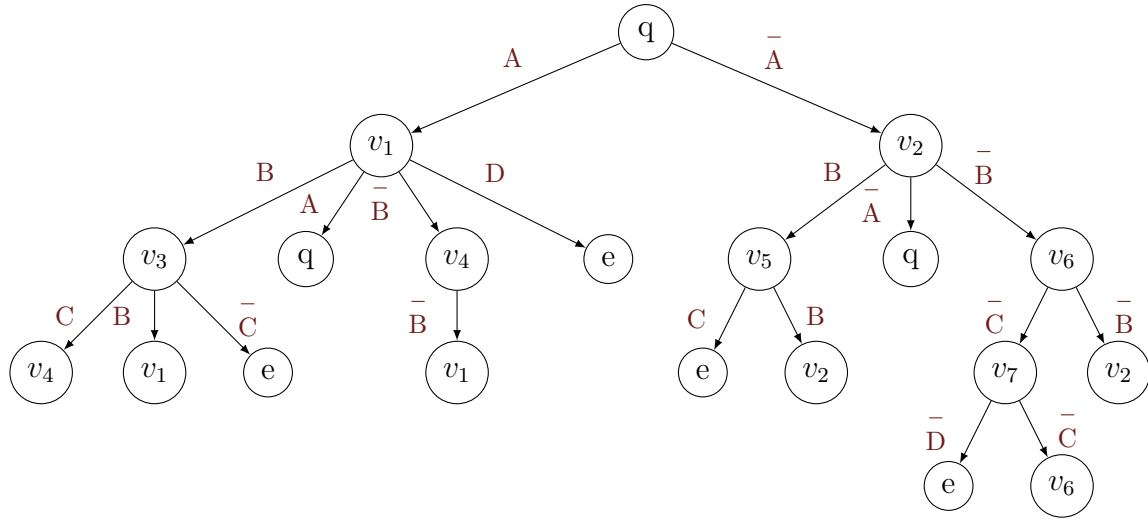 q
A
A̅
v₁
v₂
B
A
B̅
D
B
A̅
B̅
v₃
q
v₄
e
v₅
q
v₆
C
B
C̅
B̅
C
B
C̅
B̅
v₄
v₁
e
v₁
e
v₂
v₇
v₂
D̅
C̅
e
v₆